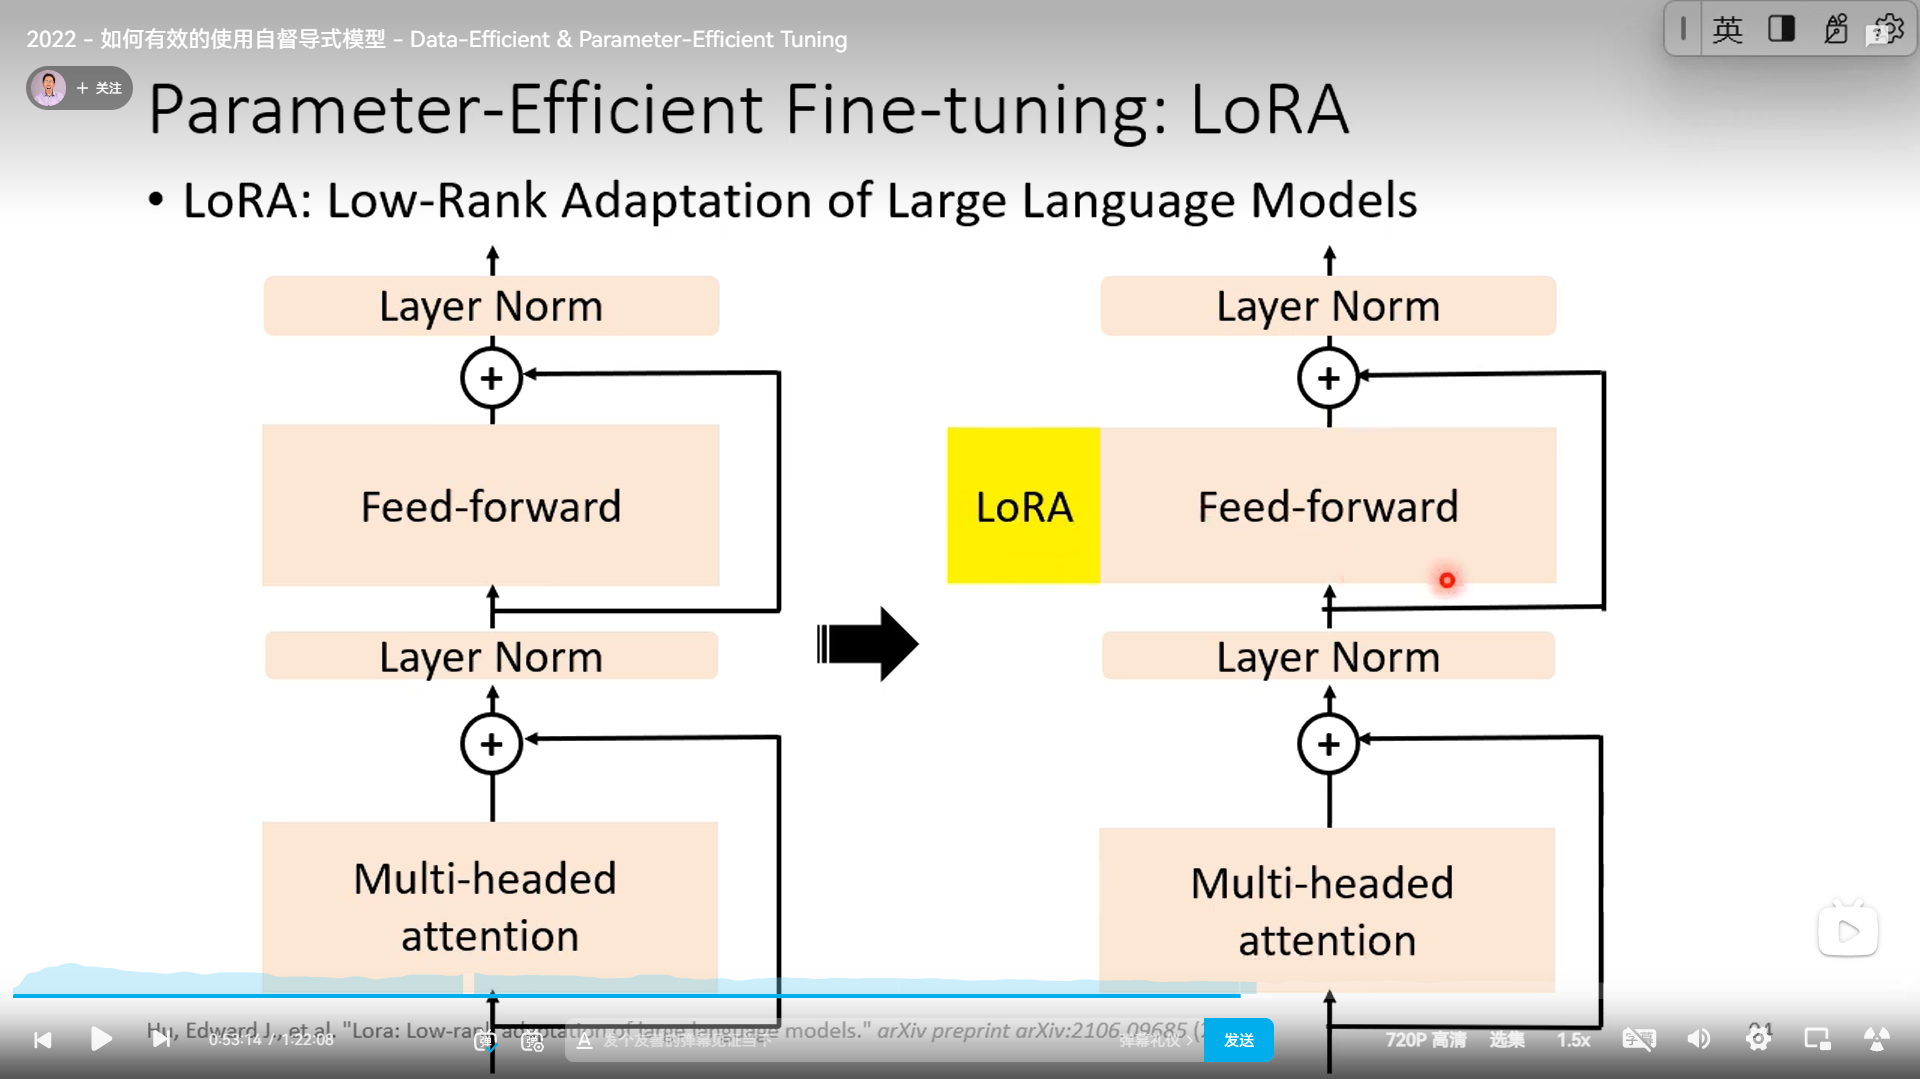 2022 - 如何有效的使用自督导式模型 - Data-Efficient & Parameter-Efficient Tuning
英
+ 关注
Parameter-Efficient Fine-tuning: LoRA
• LoRA: Low-Rank Adaptation of Large Language Models
Layer Norm
+
Feed-forward
Layer Norm
+
Multi-headed
attention
Layer Norm
+
LoRA
Feed-forward
Layer Norm
+
Multi-headed
attention
Hu, Edward J., et al. "Lora: Low-rank adaptation of large language models." arXiv preprint arXiv:2106.09685 (
0:53:14 / 1:22:08
弹
A 发个友善的弹幕见证当下
弹幕礼仪 >
发送
720P 高清
选集
1.5x
字幕